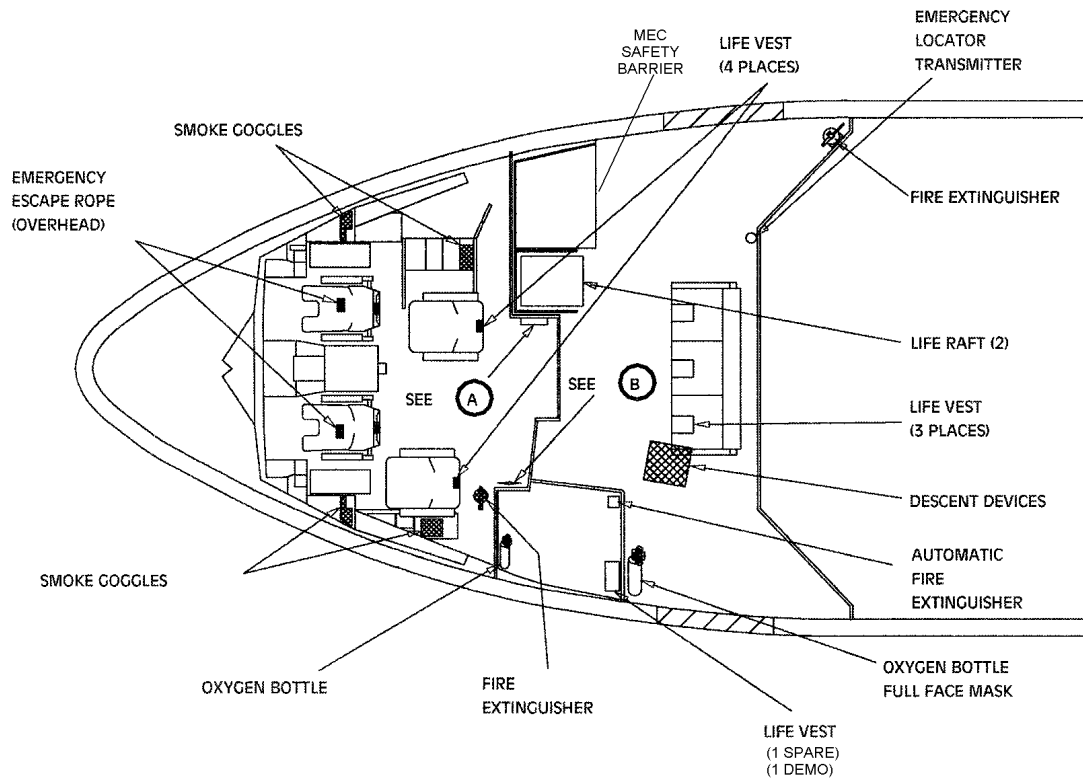 EMERGENCY
LOCATOR
TRANSMITTER
MEC
SAFETY
BARRIER
LIFE VEST
(4 PLACES)
SMOKE GOGGLES
EMERGENCY
ESCAPE ROPE
(OVERHEAD)
FIRE EXTINGUISHER
LIFE RAFT (2)
SEE
A
SEE
B
LIFE VEST
(3 PLACES)
DESCENT DEVICES
AUTOMATIC
FIRE
EXTINGUISHER
SMOKE GOGGLES
OXYGEN BOTTLE
FIRE
EXTINGUISHER
OXYGEN BOTTLE
FULL FACE MASK
LIFE VEST
(1 SPARE)
(1 DEMO)